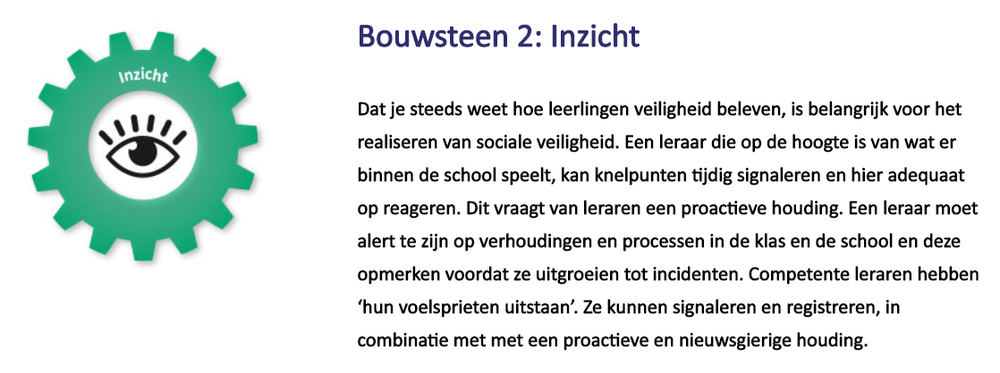 Inzicht
Bouwsteen 2: Inzicht
Dat je steeds weet hoe leerlingen veiligheid beleven, is belangrijk voor het
realiseren van sociale veiligheid. Een leraar die op de hoogte is van wat er
binnen de school speelt, kan knelpunten tijdig signaleren en hier adequaat
op reageren. Dit vraagt van leraren een proactieve houding. Een leraar moet
alert te zijn op verhoudingen en processen in de klas en de school en deze
opmerken voordat ze uitgroeien tot incidenten. Competente leraren hebben
‘hun voelsprieten uitstaan’. Ze kunnen signaleren en registreren, in
combinatie met met een proactieve en nieuwsgierige houding.